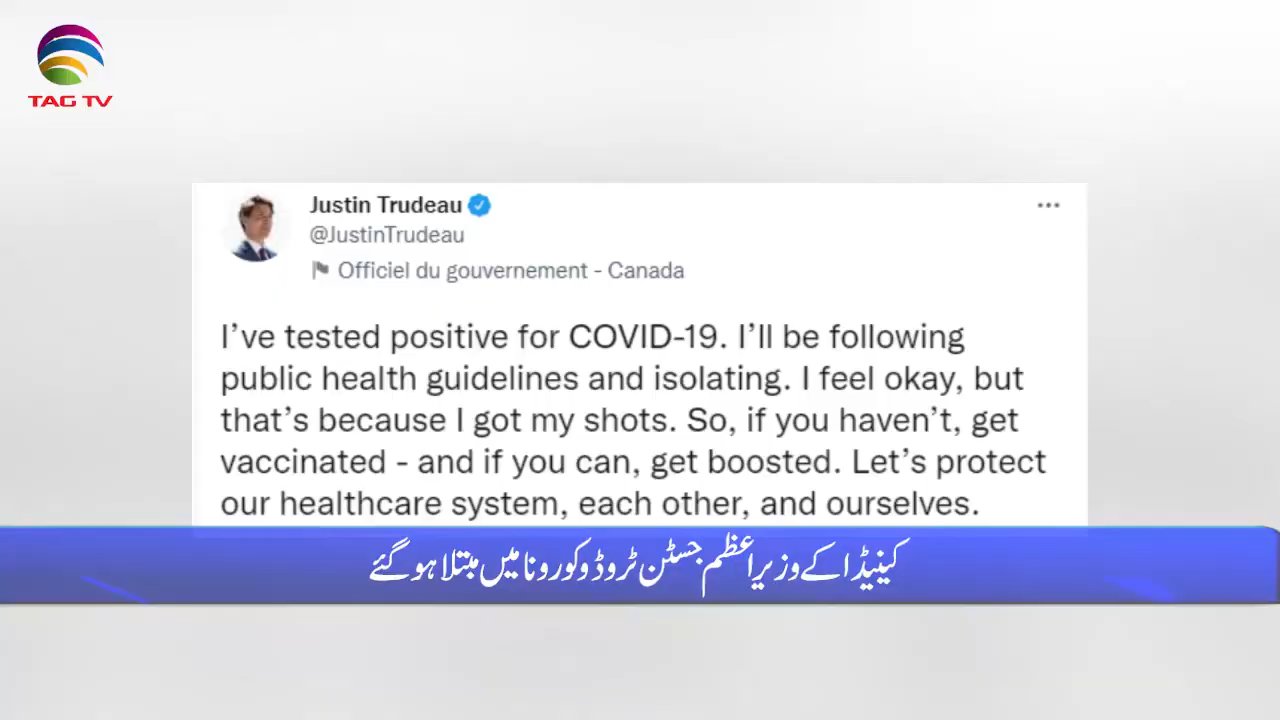 TAG TV
Justin Trudeau
@JustinTrudeau
Officiel du gouvernement - Canada
I’ve tested positive for COVID-19. I’ll be following
public health guidelines and isolating. I feel okay, but
that’s because I got my shots. So, if you haven’t, get
vaccinated - and if you can, get boosted. Let’s protect
our healthcare system, each other, and ourselves.
کینیڈا کے وزیرِ اعظم جسٹن ٹروڈو کورونا میں مبتلا ہو گئے